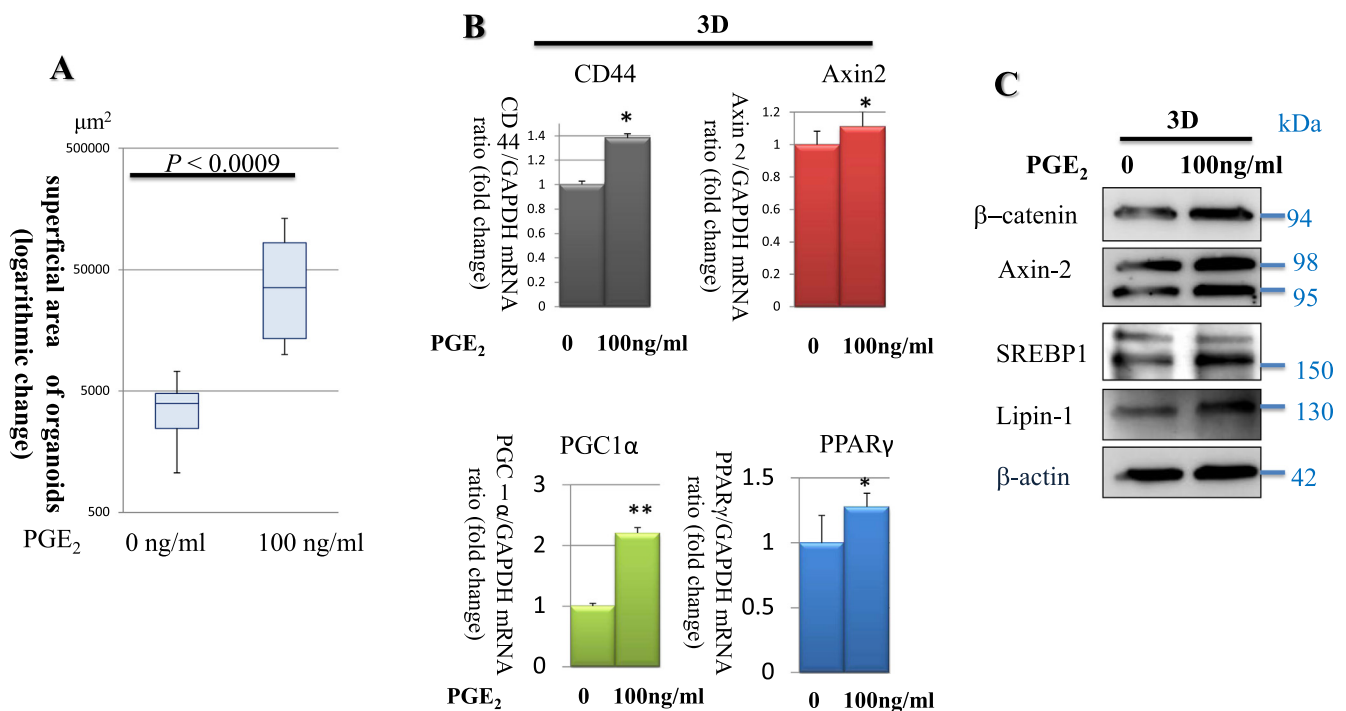 A
μm²
500000
P < 0.0009
50000
5000
500
superficial area of organoids
(logarithmic change)
PGE₂ 0 ng/ml 100 ng/ml
B
3D
CD44
CD 44/GAPDH mRNA
ratio (fold change)
1.4
1.2
1
0.8
0.6
0.4
0.2
0
*
PGE₂ 0 100ng/ml
Axin2
Axin 2/GAPDH mRNA
ratio (fold change)
1.2
1
0.8
0.6
0.4
0.2
0
*
0 100ng/ml
PGC1α
PGC-1-α/GAPDH mRNA
ratio (fold change)
3
2
1
0
**
PGE₂ 0 100ng/ml
PPARγ
PPARγ/GAPDH mRNA
ratio (fold change)
1.5
1
0.5
0
*
0 100ng/ml
C
3D kDa
PGE₂ 0 100ng/ml
β–catenin 94
Axin-2 98
95
SREBP1 150
Lipin-1 130
β-actin 42